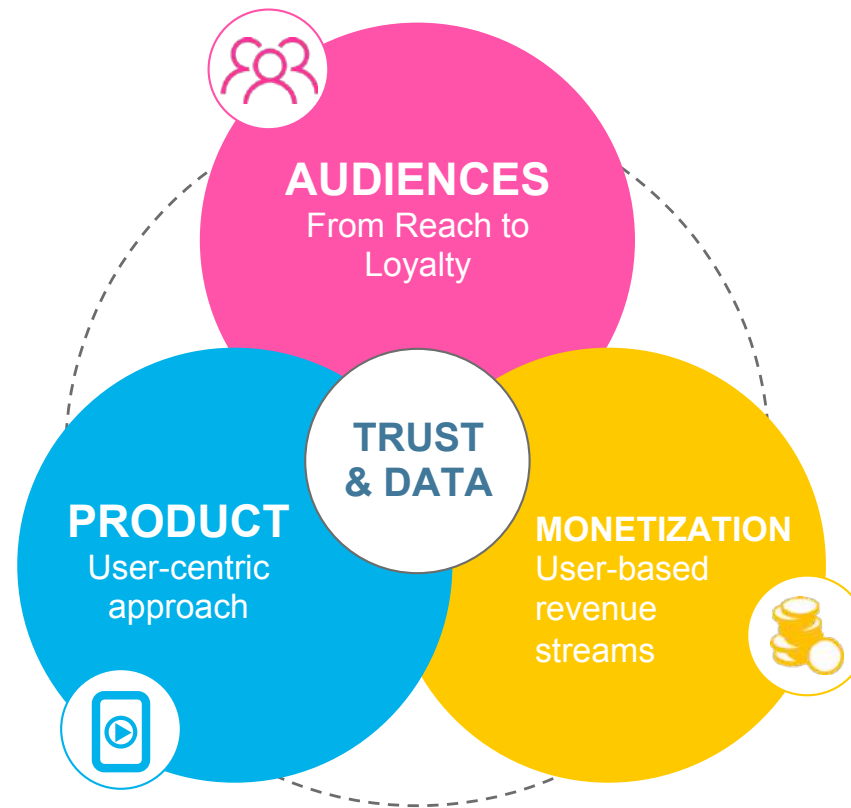 AUDIENCES
From Reach to
Loyalty
TRUST
& DATA
PRODUCT
User-centric
approach
MONETIZATION
User-based
revenue
streams